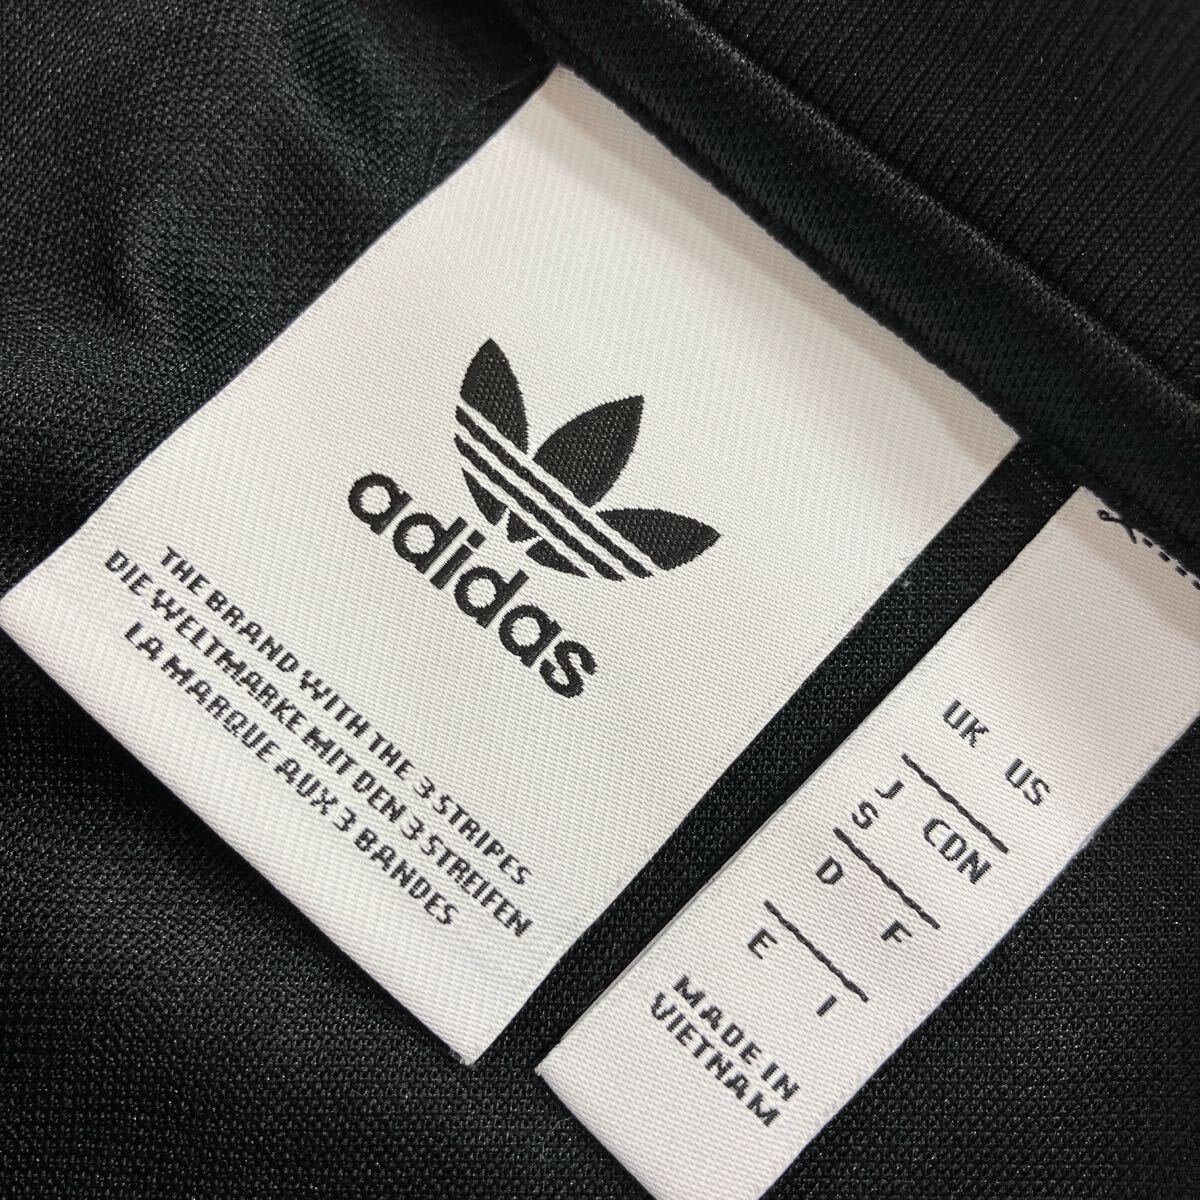 adidas
THE BRAND WITH THE 3 STRIPES
DIE WELTMARKE MIT DEN 3 STREIFEN
LA MARQUE AUX 3 BANDES
UK US
J CDN
S
D F
E I
MADE IN
VIETNAM